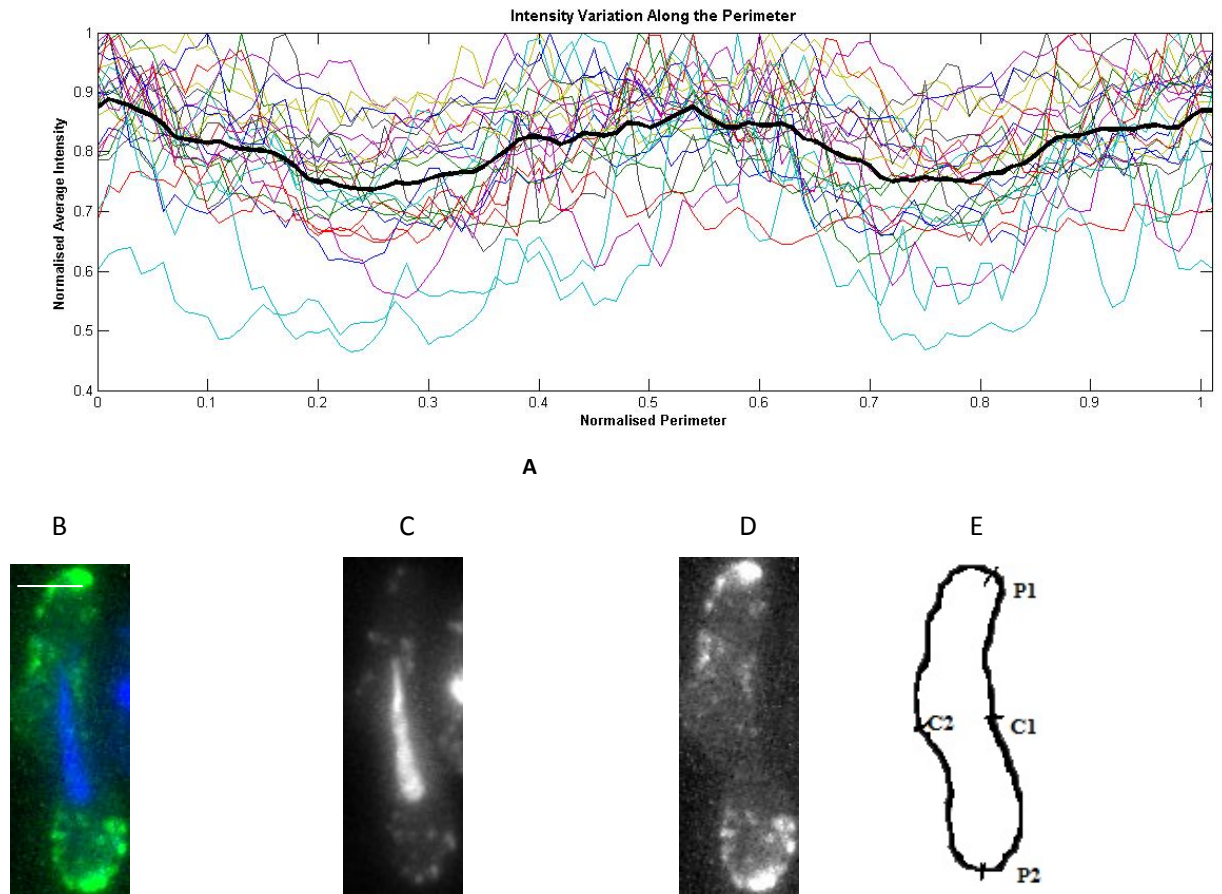 Intensity Variation Along the Perimeter
Normalised Average Intensity
1
0.9
0.8
0.7
0.6
0.5
0.4
0 0.1 0.2 0.3 0.4 0.5 0.6 0.7 0.8 0.9 1
Normalised Perimeter
A
B C D E
P1
C2 C1
P2